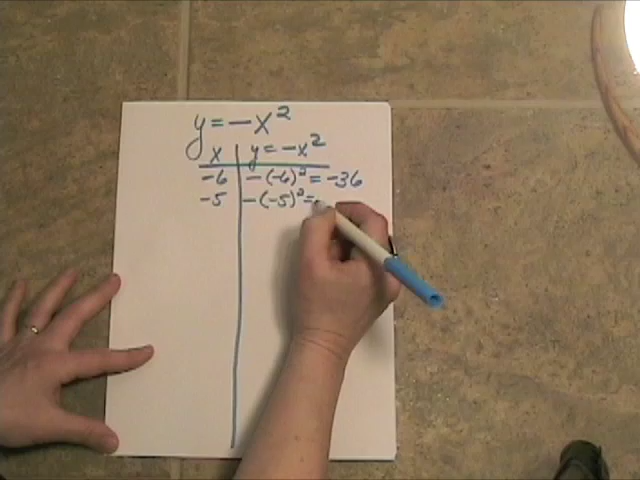 y = -x²
x y = -x²
-6 -(-6)² = -36
-5 -(-5)² =